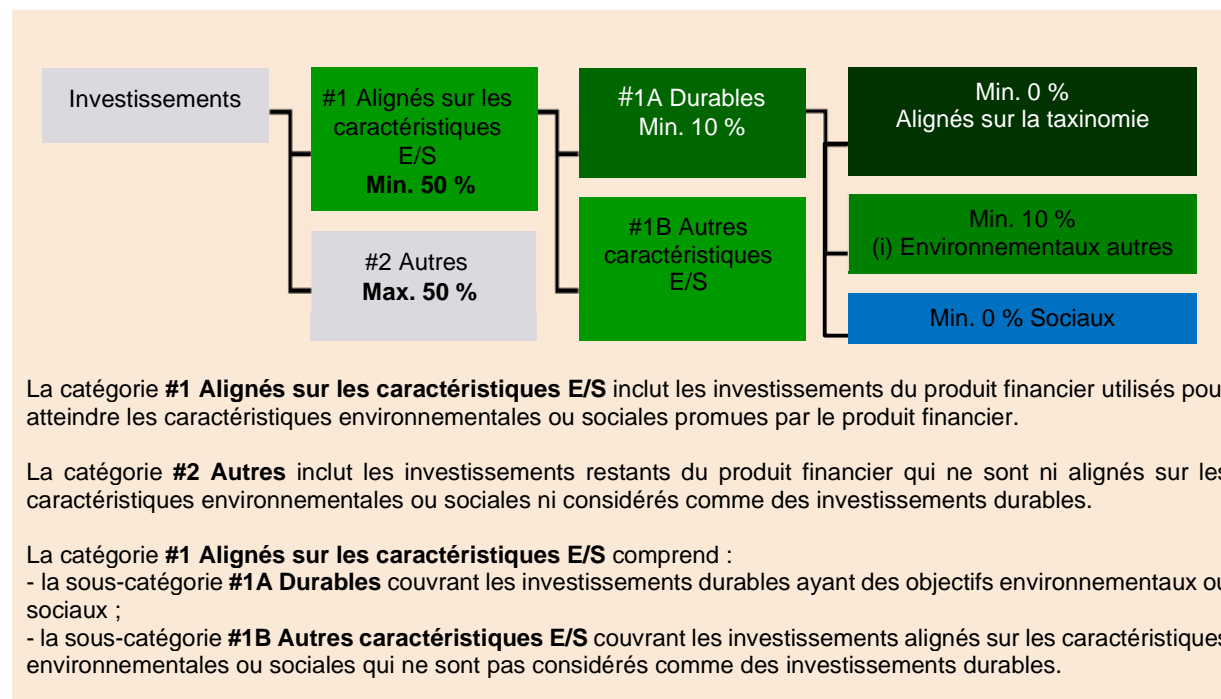 Investissements
#1 Alignés sur les
caractéristiques
E/S
Min. 50 %
#2 Autres
Max. 50 %
#1A Durables
Min. 10 %
#1B Autres
caractéristiques
E/S
Min. 0 %
Alignés sur la taxinomie
Min. 10 %
(i) Environnementaux autres
Min. 0 % Sociaux
La catégorie #1 Alignés sur les caractéristiques E/S inclut les investissements du produit financier utilisés pou
atteindre les caractéristiques environnementales ou sociales promues par le produit financier.
La catégorie #2 Autres inclut les investissements restants du produit financier qui ne sont ni alignés sur les
caractéristiques environnementales ou sociales ni considérés comme des investissements durables.
La catégorie #1 Alignés sur les caractéristiques E/S comprend :
- la sous-catégorie #1A Durables couvrant les investissements durables ayant des objectifs environnementaux ou
sociaux ;
- la sous-catégorie #1B Autres caractéristiques E/S couvrant les investissements alignés sur les caractéristiques
environnementales ou sociales qui ne sont pas considérés comme des investissements durables.